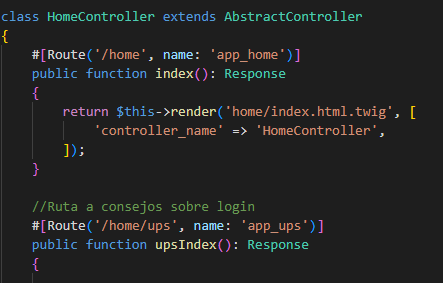 class HomeController extends AbstractController
{
    #[Route('/home', name: 'app_home')]
    public function index(): Response
    {
        return $this->render('home/index.html.twig', [
            'controller_name' => 'HomeController',
        ]);
    }

    //Ruta a consejos sobre login
    #[Route('/home/ups', name: 'app_ups')]
    public function upsIndex(): Response
    {